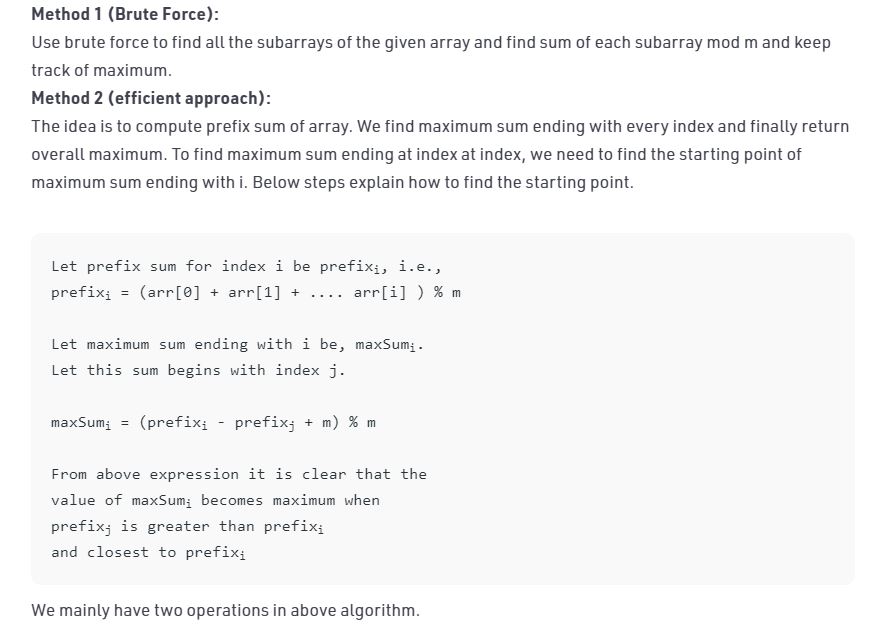 Method 1 (Brute Force):
Use brute force to find all the subarrays of the given array and find sum of each subarray mod m and keep
track of maximum.
Method 2 (efficient approach):
The idea is to compute prefix sum of array. We find maximum sum ending with every index and finally return
overall maximum. To find maximum sum ending at index at index, we need to find the starting point of
maximum sum ending with i. Below steps explain how to find the starting point.
Let prefix sum for index i be prefixᵢ, i.e.,
prefixᵢ = (arr[0] + arr[1] + .... arr[i] ) % m
Let maximum sum ending with i be, maxSumᵢ.
Let this sum begins with index j.
maxSumᵢ = (prefixᵢ - prefixⱼ + m) % m
From above expression it is clear that the
value of maxSumᵢ becomes maximum when
prefixⱼ is greater than prefixᵢ
and closest to prefixᵢ
We mainly have two operations in above algorithm.